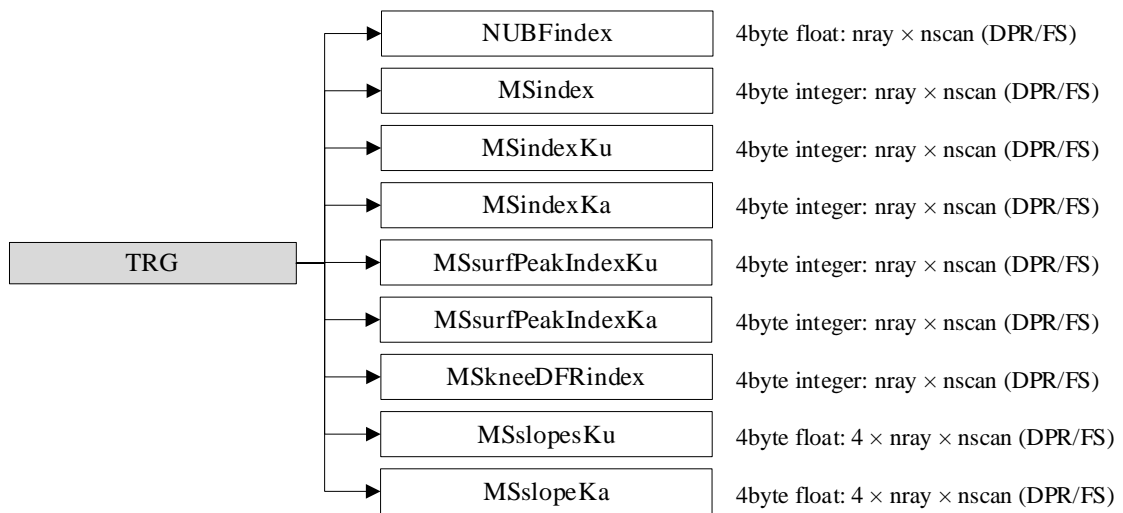 NUBFindex 4byte float: nray × nscan (DPR/FS)
MSindex 4byte integer: nray × nscan (DPR/FS)
MSindexKu 4byte integer: nray × nscan (DPR/FS)
MSindexKa 4byte integer: nray × nscan (DPR/FS)
TRG
MSsurfPeakIndexKu 4byte integer: nray × nscan (DPR/FS)
MSsurfPeakIndexKa 4byte integer: nray × nscan (DPR/FS)
MSkneeDFRindex 4byte integer: nray × nscan (DPR/FS)
MSslopesKu 4byte float: 4 × nray × nscan (DPR/FS)
MSslopeKa 4byte float: 4 × nray × nscan (DPR/FS)